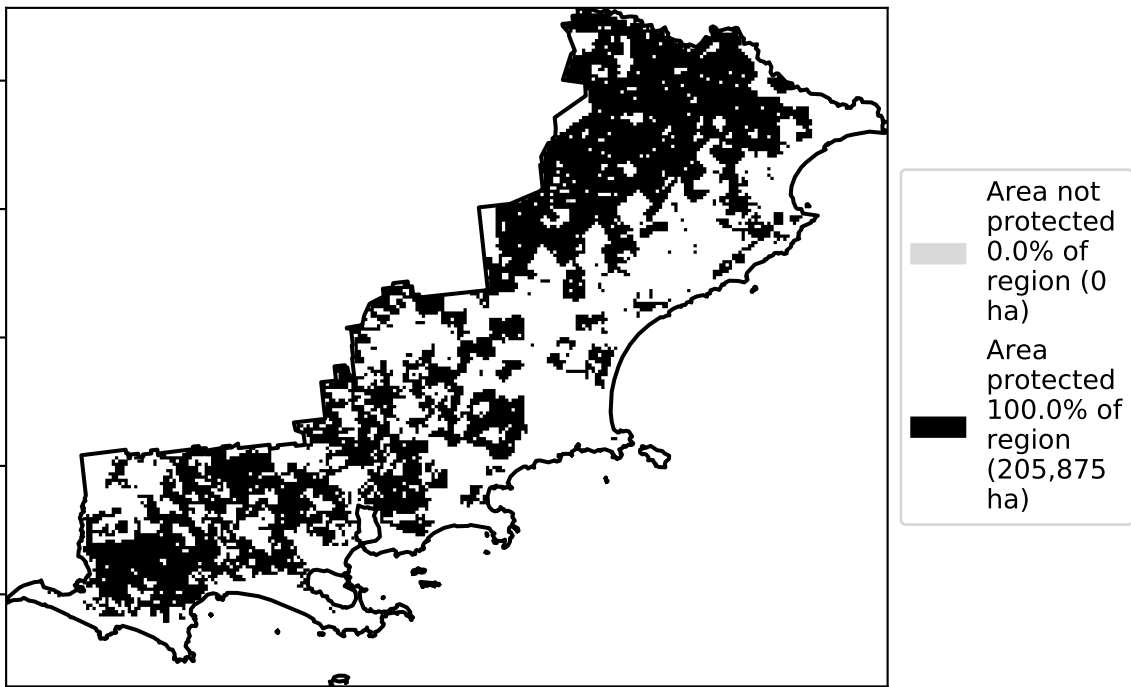 Area not
protected
0.0% of
region (0
ha)
Area
protected
100.0% of
region
(205,875
ha)